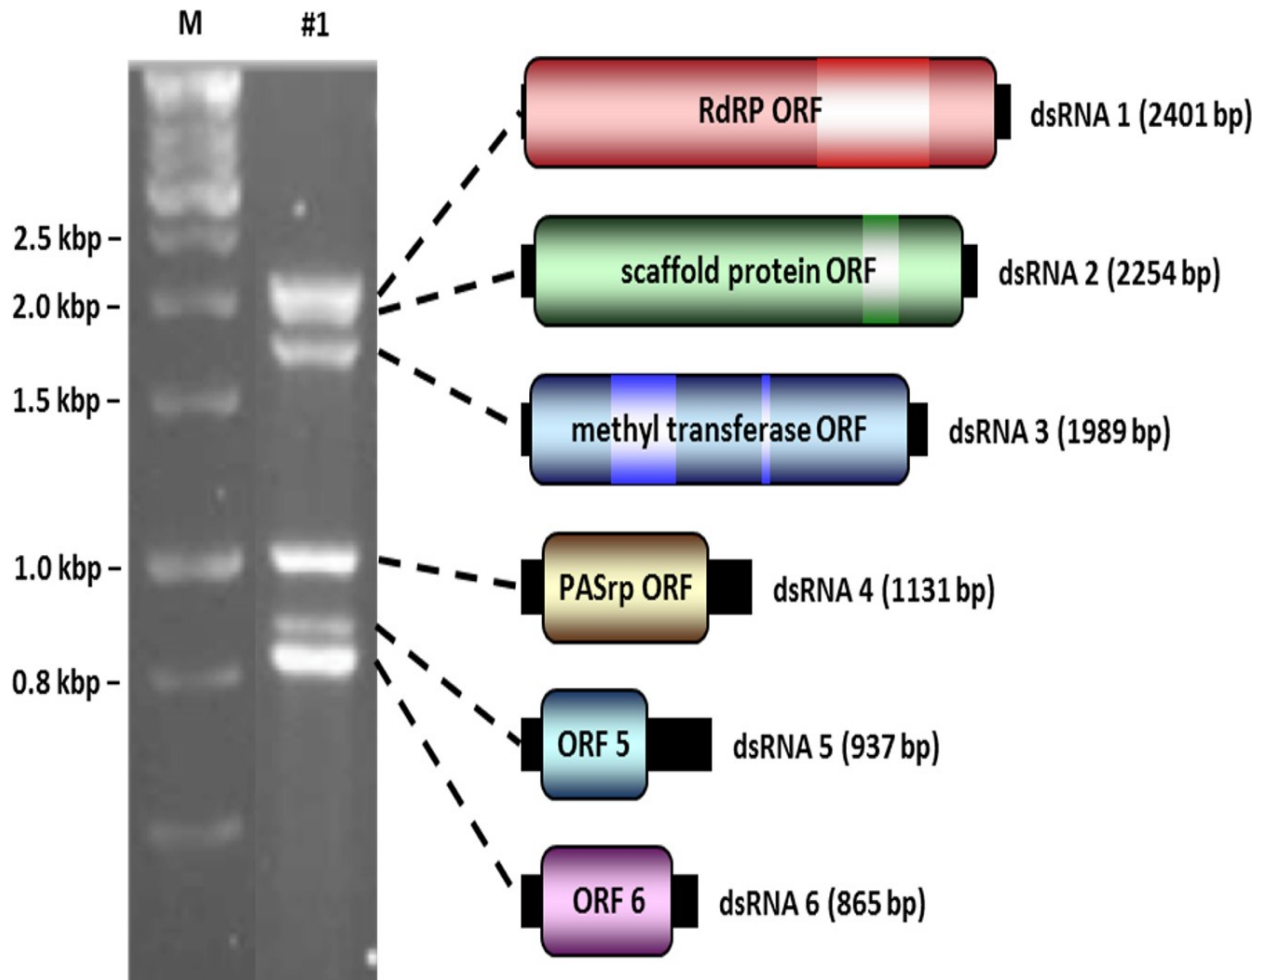 M #1
RdRP ORF dsRNA 1 (2401 bp)
2.5 kbp
scaffold protein ORF dsRNA 2 (2254 bp)
2.0 kbp
1.5 kbp
methyl transferase ORF dsRNA 3 (1989 bp)
1.0 kbp
PASrp ORF dsRNA 4 (1131 bp)
0.8 kbp
ORF 5 dsRNA 5 (937 bp)
ORF 6 dsRNA 6 (865 bp)